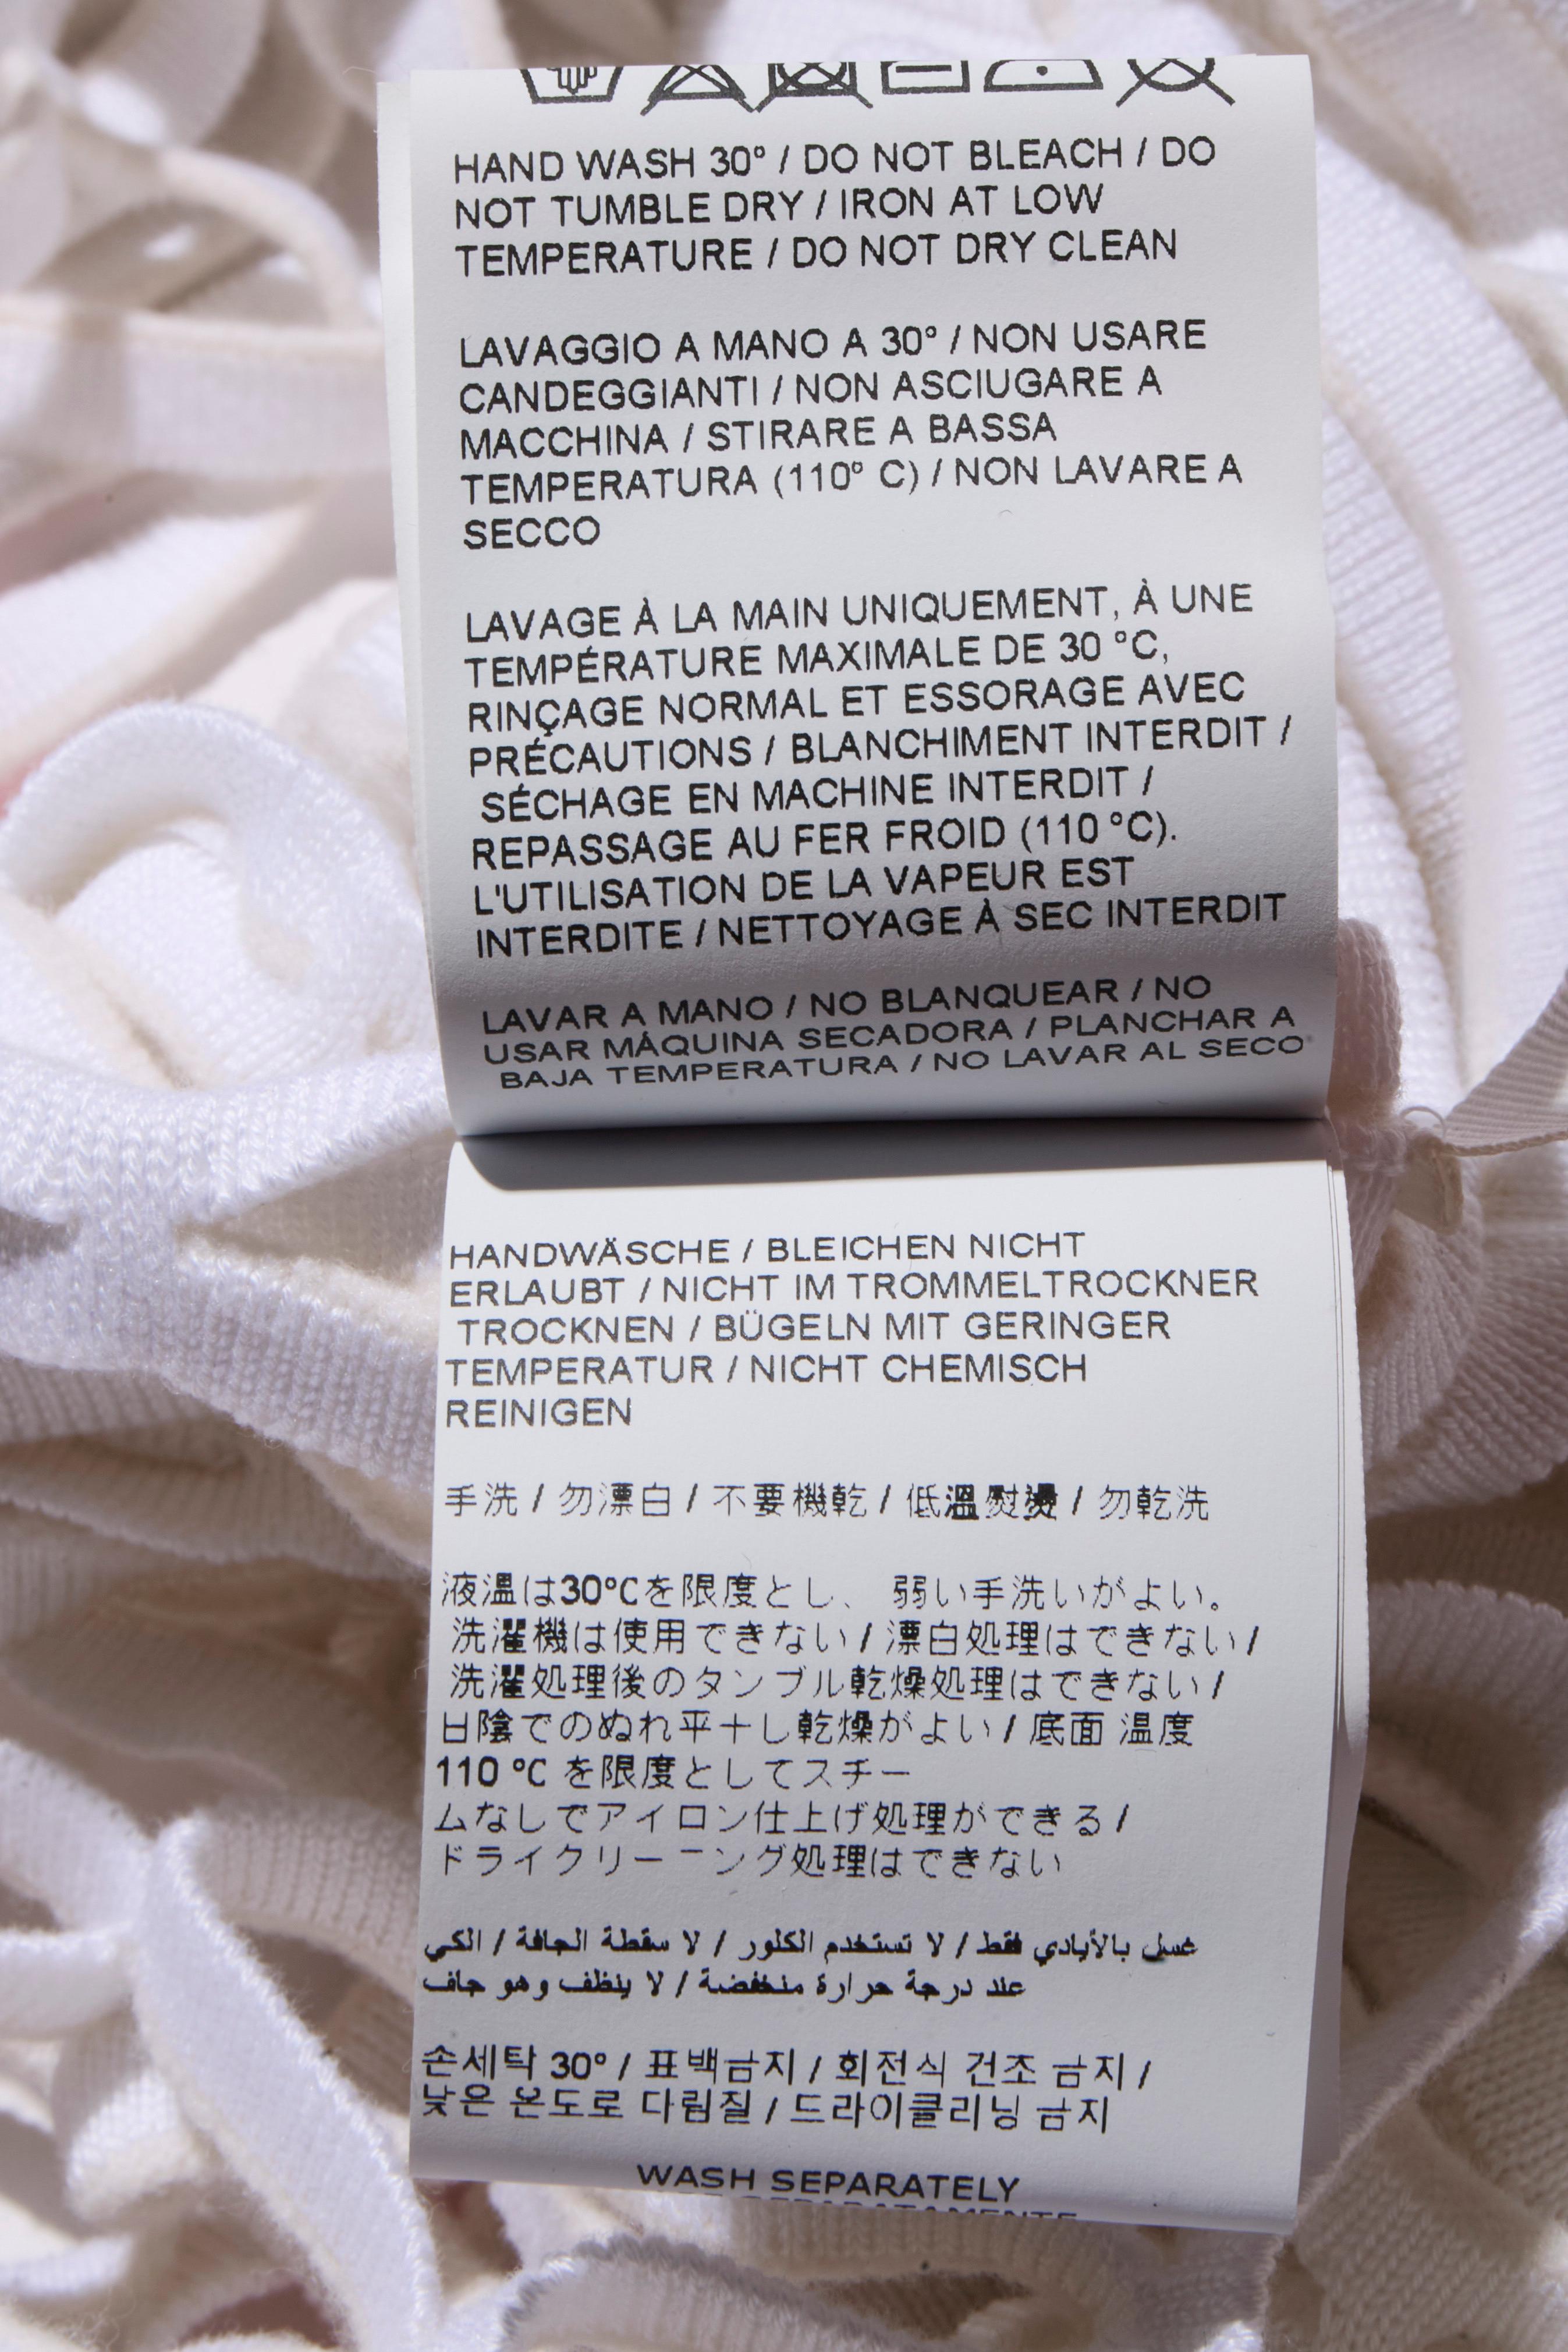 HAND WASH 30° / DO NOT BLEACH / DO
NOT TUMBLE DRY / IRON AT LOW
TEMPERATURE / DO NOT DRY CLEAN
LAVAGGIO A MANO A 30° / NON USARE
CANDEGGIANTI / NON ASCIUGARE A
MACCHINA / STIRARE A BASSA
TEMPERATURA (110° C) / NON LAVARE A
SECCO
LAVAGE À LA MAIN UNIQUEMENT, À UNE
TEMPÉRATURE MAXIMALE DE 30 °C,
RINÇAGE NORMAL ET ESSORAGE AVEC
PRÉCAUTIONS / BLANCHIMENT INTERDIT /
SÉCHAGE EN MACHINE INTERDIT /
REPASSAGE AU FER FROID (110 °C).
L'UTILISATION DE LA VAPEUR EST
INTERDITE / NETTOYAGE À SEC INTERDIT
LAVAR A MANO / NO BLANQUEAR / NO
USAR MÁQUINA SECADORA / PLANCHAR A
BAJA TEMPERATURA / NO LAVAR AL SECO
HANDWÄSCHE / BLEICHEN NICHT
ERLAUBT / NICHT IM TROMMELTROCKNER
TROCKNEN / BÜGELN MIT GERINGER
TEMPERATUR / NICHT CHEMISCH
REINIGEN
手洗 / 勿漂白 / 不要機乾 / 低溫熨燙 / 勿乾洗
液温は30℃を限度とし、 弱い手洗いがよい。
洗濯機は使用できない / 漂白処理はできない /
洗濯処理後のタンブル乾燥処理はできない /
日陰でのぬれ平干し乾燥がよい / 底面 温度
110 ℃ を限度としてスチー
ムなしでアイロン仕上げ処理ができる /
ドライクリーニング処理はできない
غسل بالأيادي فقط / لا تستخدم الكلور / لا سقطة الجافة / الكي
عند درجة حرارة منخفضة / لا ينظف وهو جاف
손세탁 30° / 표백금지 / 회전식 건조 금지 /
낮은 온도로 다림질 / 드라이클리닝 금지
WASH SEPARATELY